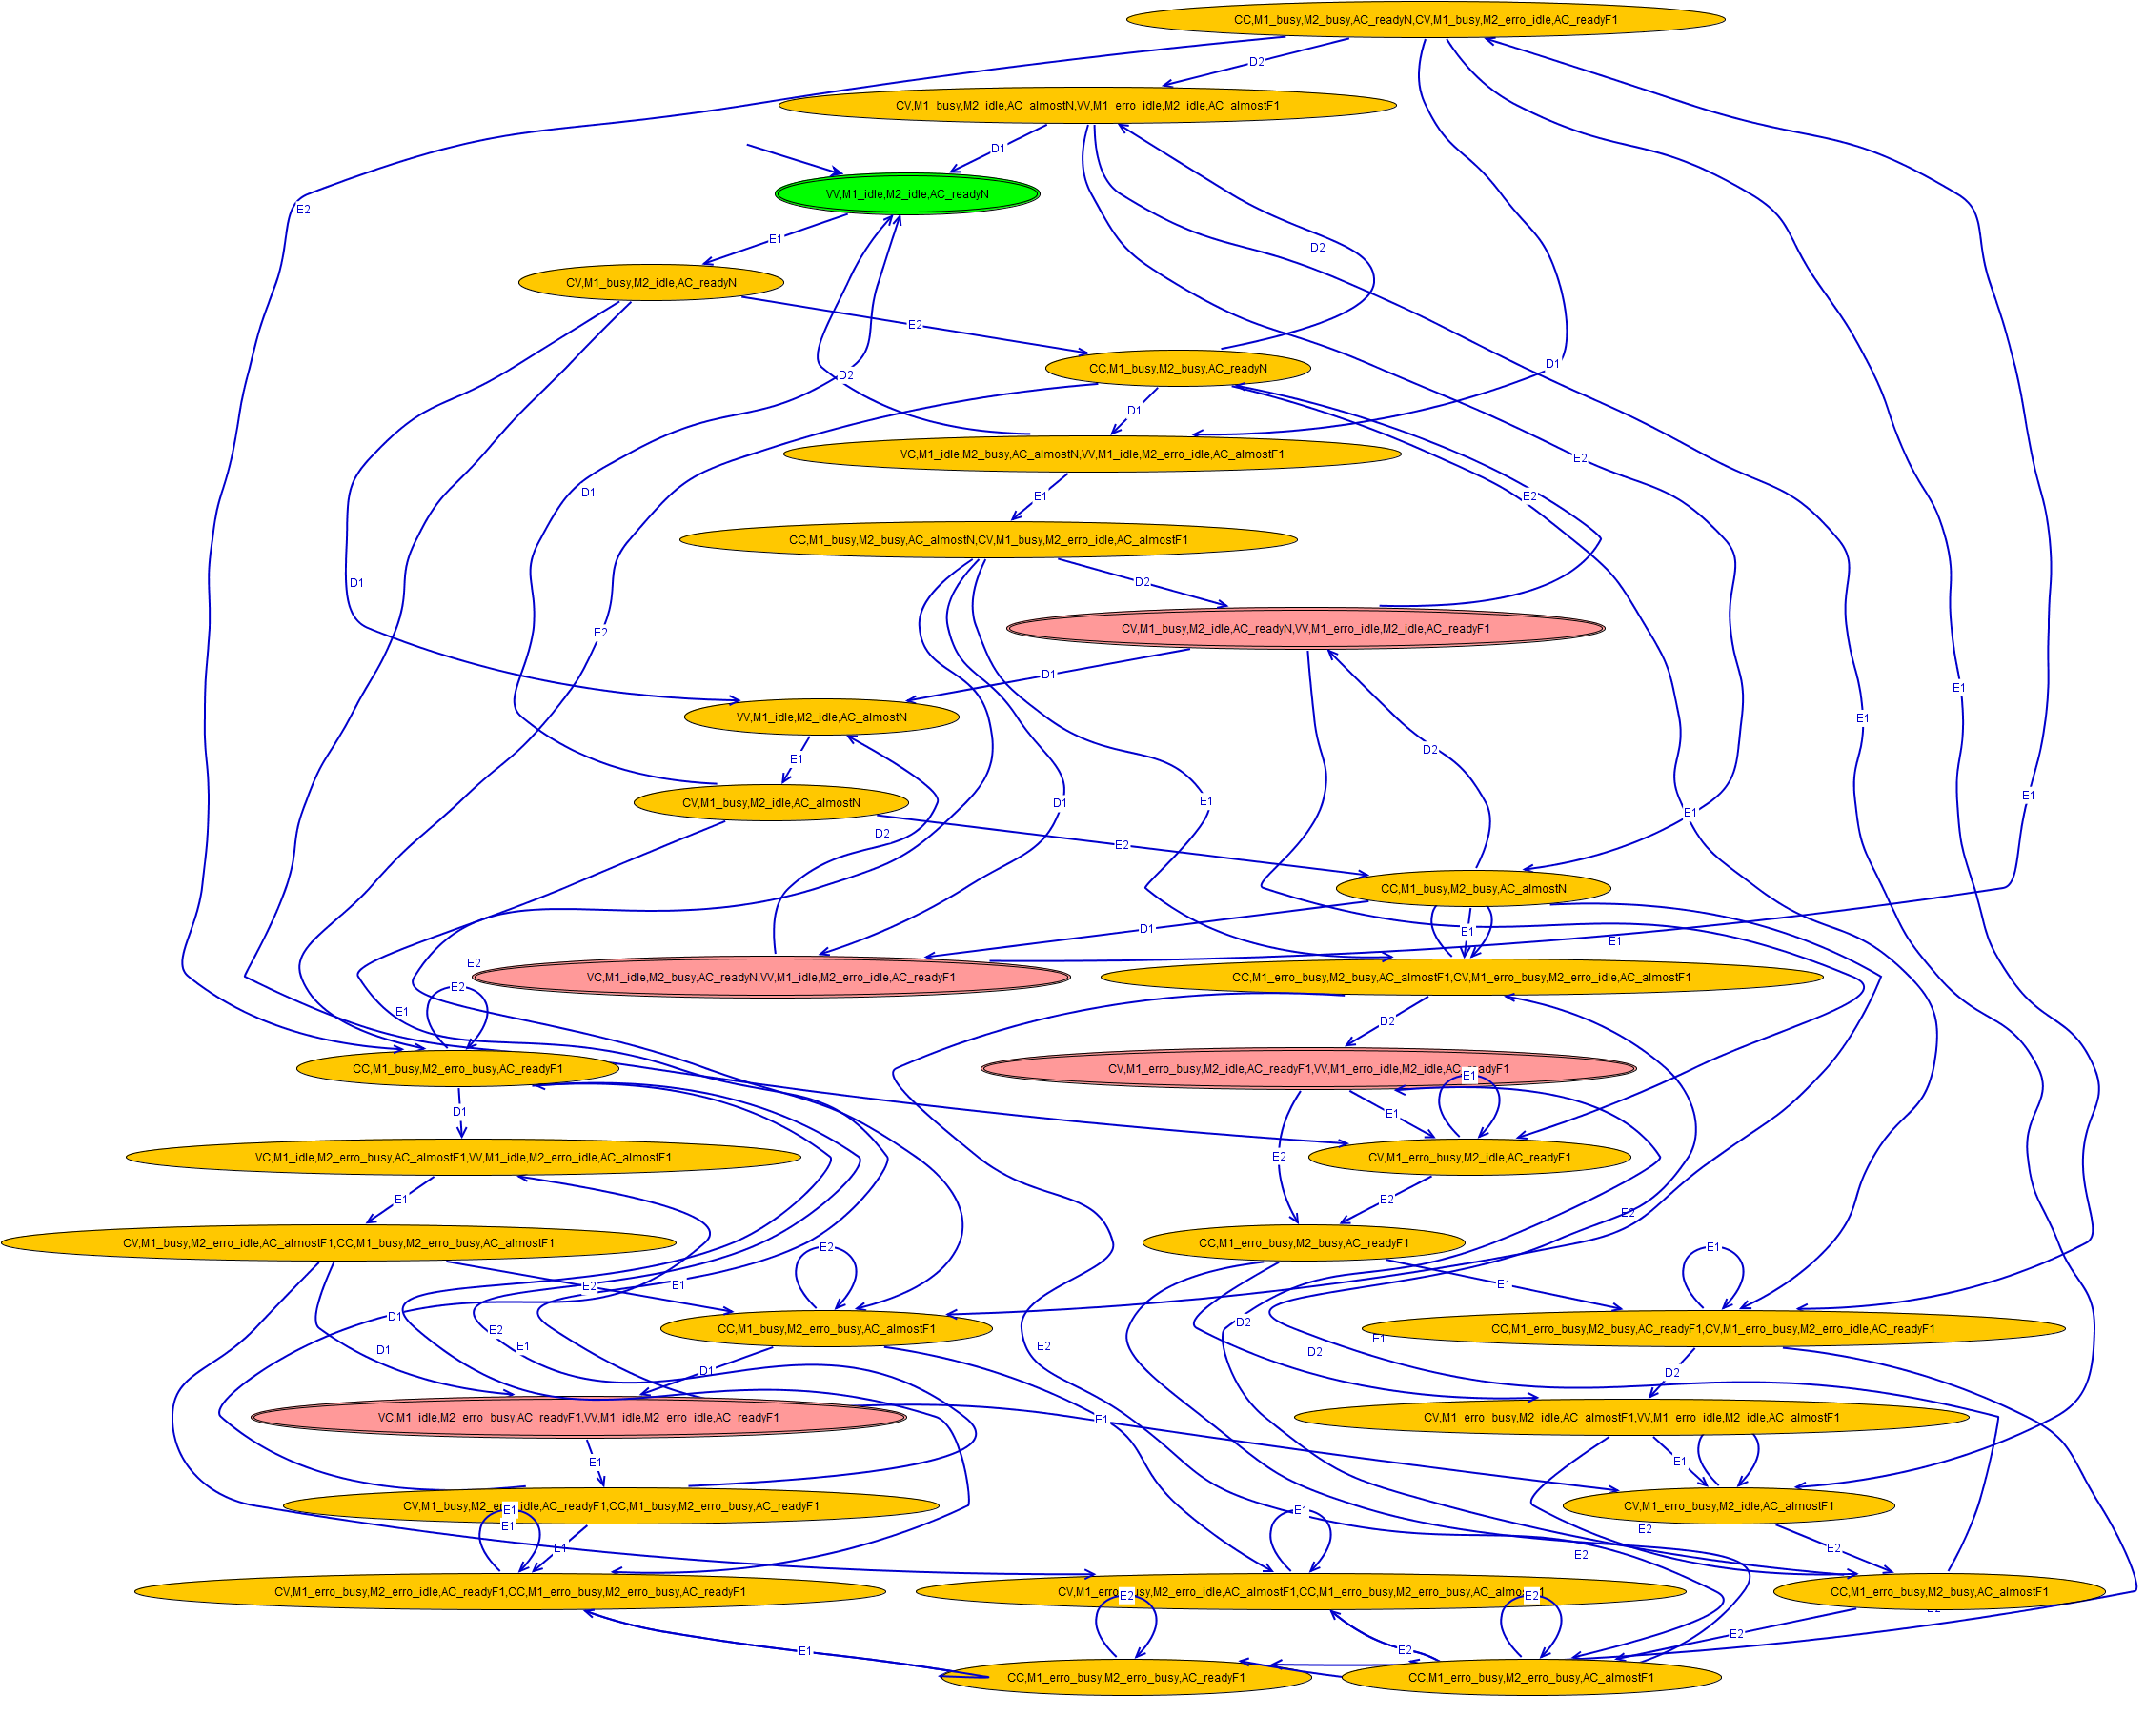 CC,M1_busy,M2_busy,AC_readyN,CV,M1_busy,M2_erro_idle,AC_readyF1
D2
CV,M1_busy,M2_idle,AC_almostN,VV,M1_erro_idle,M2_idle,AC_almostF1
D1
VV,M1_idle,M2_idle,AC_readyN
E2
E1
D2
CV,M1_busy,M2_idle,AC_readyN
E2
CC,M1_busy,M2_busy,AC_readyN
D1
D2
D1
VC,M1_idle,M2_busy,AC_almostN,VV,M1_idle,M2_erro_idle,AC_almostF1
E2
D1
E1
E2
CC,M1_busy,M2_busy,AC_almostN,CV,M1_busy,M2_erro_idle,AC_almostF1
D1
D2
E2
CV,M1_busy,M2_idle,AC_readyN,VV,M1_erro_idle,M2_idle,AC_readyF1
D1
E1
VV,M1_idle,M2_idle,AC_almostN
E1
D2
E1
CV,M1_busy,M2_idle,AC_almostN
D1
E1
E1
E1
D2
E2
CC,M1_busy,M2_busy,AC_almostN
D1
E1
E1
E2
VC,M1_idle,M2_busy,AC_readyN,VV,M1_idle,M2_erro_idle,AC_readyF1
CC,M1_erro_busy,M2_busy,AC_almostF1,CV,M1_erro_busy,M2_erro_idle,AC_almostF1
E2
E1
D2
CC,M1_busy,M2_erro_busy,AC_readyF1
CV,M1_erro_busy,M2_idle,AC_readyF1,VV,M1_erro_idle,M2_idle,AC_readyF1
E1
D1
E1
VC,M1_idle,M2_erro_busy,AC_almostF1,VV,M1_idle,M2_erro_idle,AC_almostF1
E2
CV,M1_erro_busy,M2_idle,AC_readyF1
E1
E2
E2
CV,M1_busy,M2_erro_idle,AC_almostF1,CC,M1_busy,M2_erro_busy,AC_almostF1
E2
CC,M1_erro_busy,M2_busy,AC_readyF1
E1
E2
E1
E1
D1
E2
CC,M1_busy,M2_erro_busy,AC_almostF1
D2
CC,M1_erro_busy,M2_busy,AC_readyF1,CV,M1_erro_busy,M2_erro_idle,AC_readyF1
E1
D1
E1
E2
D2
D1
D2
VC,M1_idle,M2_erro_busy,AC_readyF1,VV,M1_idle,M2_erro_idle,AC_readyF1
E1
CV,M1_erro_busy,M2_idle,AC_almostF1,VV,M1_erro_idle,M2_idle,AC_almostF1
E1
E1
CV,M1_busy,M2_erro_idle,AC_readyF1,CC,M1_busy,M2_erro_busy,AC_readyF1
CV,M1_erro_busy,M2_idle,AC_almostF1
E1
E1
E1
E2
E1
E2
E2
CV,M1_erro_busy,M2_erro_idle,AC_readyF1,CC,M1_erro_busy,M2_erro_busy,AC_readyF1
CV,M1_erro_busy,M2_erro_idle,AC_almostF1,CC,M1_erro_busy,M2_erro_busy,AC_almostF1
CC,M1_erro_busy,M2_busy,AC_almostF1
E2
E2
E2
E2
E1
E2
CC,M1_erro_busy,M2_erro_busy,AC_readyF1
CC,M1_erro_busy,M2_erro_busy,AC_almostF1